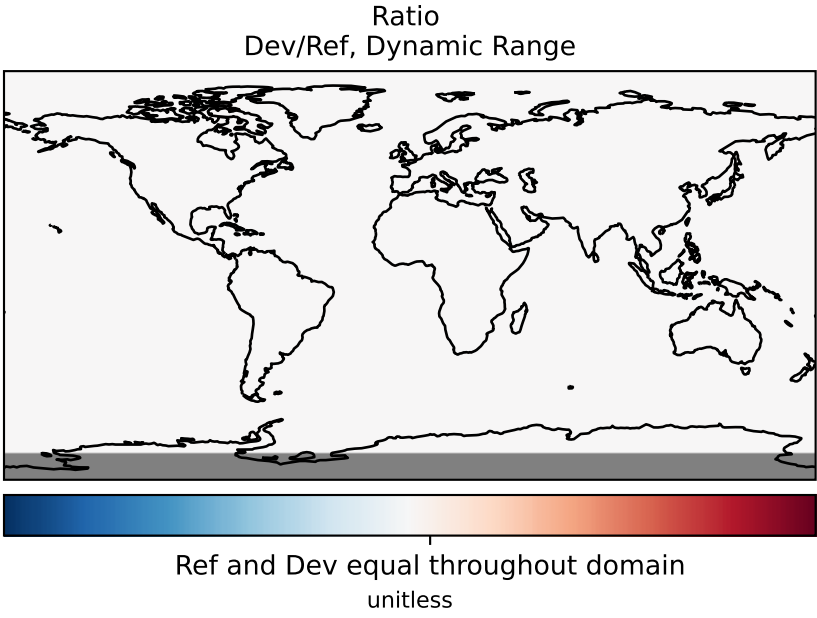 Ratio
Dev/Ref, Dynamic Range
Ref and Dev equal throughout domain
unitless